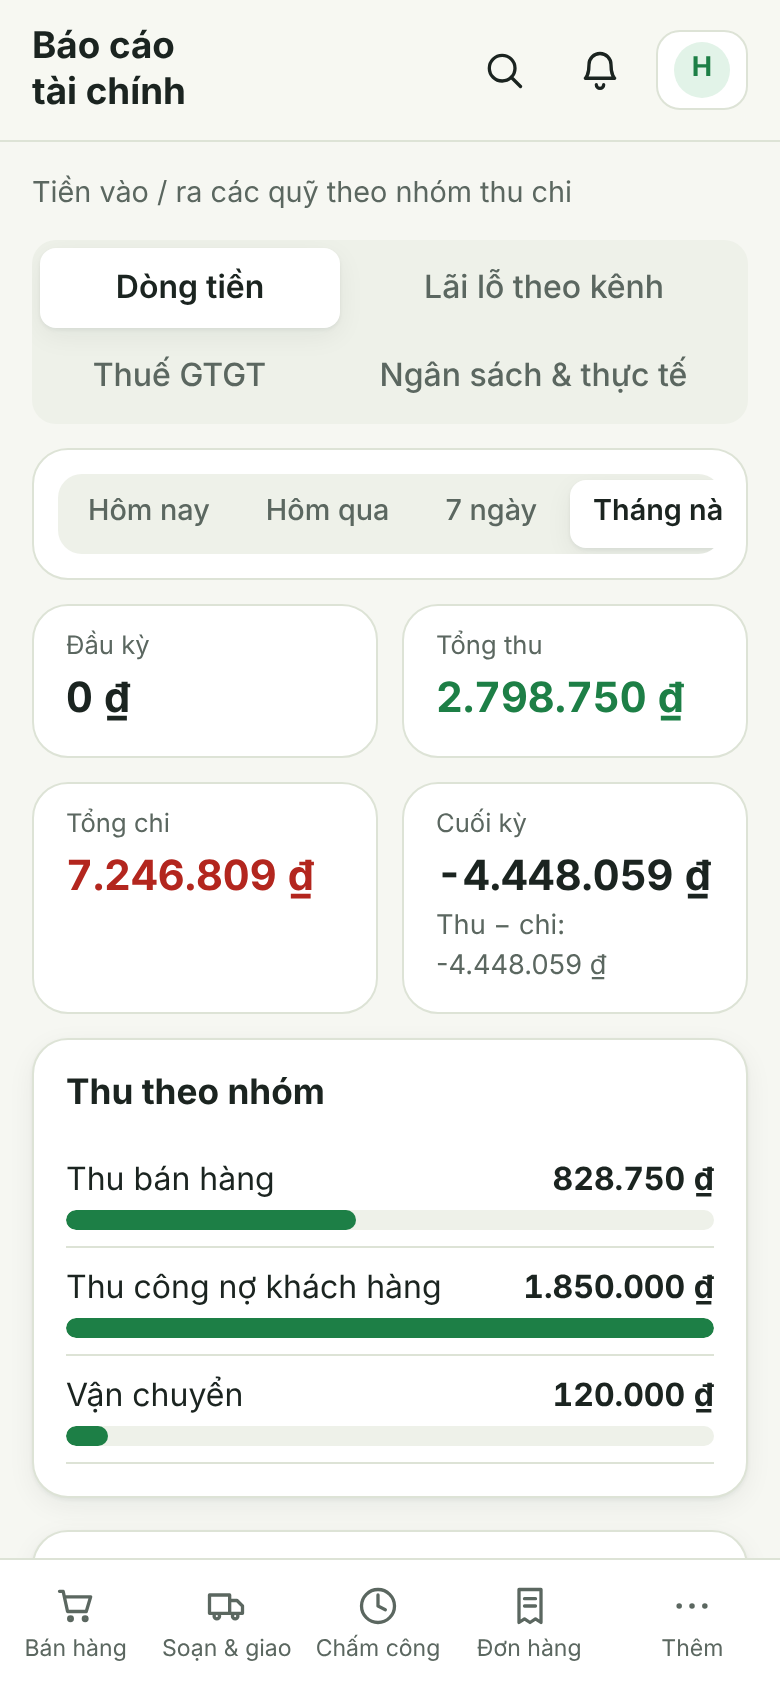 Báo cáo
tài chính
H
Tiền vào / ra các quỹ theo nhóm thu chi
Dòng tiền
Lãi lỗ theo kênh
Thuế GTGT
Ngân sách & thực tế
Hôm nay
Hôm qua
7 ngày
Tháng nà
Đầu kỳ
0 ₫
Tổng thu
2.798.750 ₫
Tổng chi
7.246.809 ₫
Cuối kỳ
-4.448.059 ₫
Thu – chi:
-4.448.059 ₫
Thu theo nhóm
Thu bán hàng 828.750 ₫
Thu công nợ khách hàng 1.850.000 ₫
Vận chuyển 120.000 ₫
Bán hàng
Soạn & giao
Chấm công
Đơn hàng
Thêm